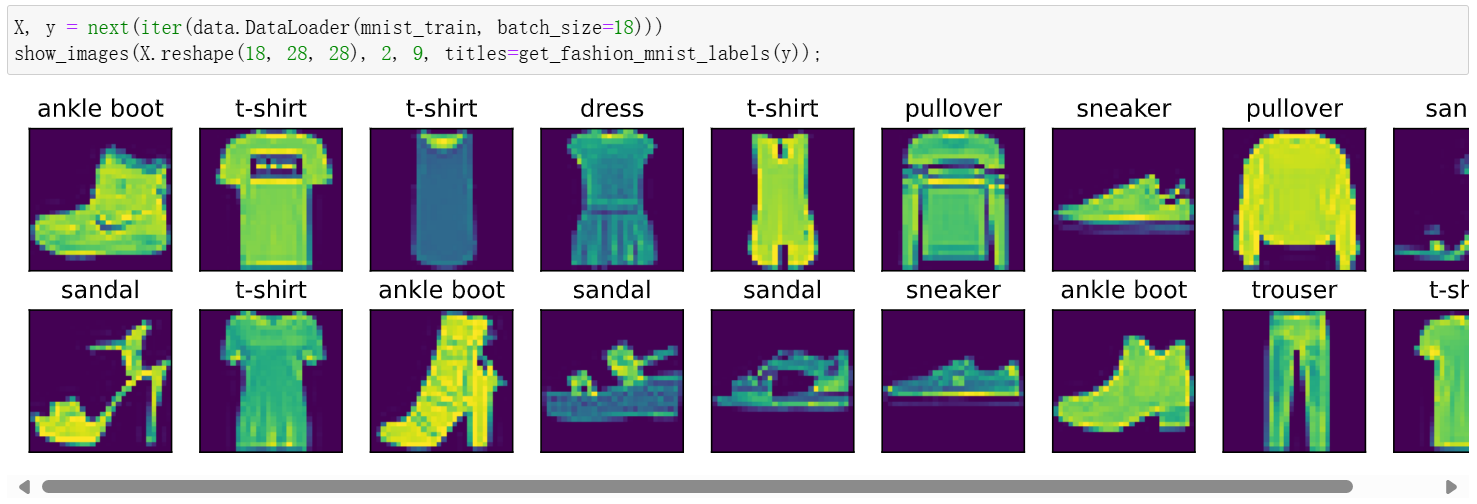 X, y = next(iter(data.DataLoader(mnist_train, batch_size=18)))
show_images(X.reshape(18, 28, 28), 2, 9, titles=get_fashion_mnist_labels(y));
ankle boot t-shirt t-shirt dress t-shirt pullover sneaker pullover san
sandal t-shirt ankle boot sandal sandal sneaker ankle boot trouser t-sh